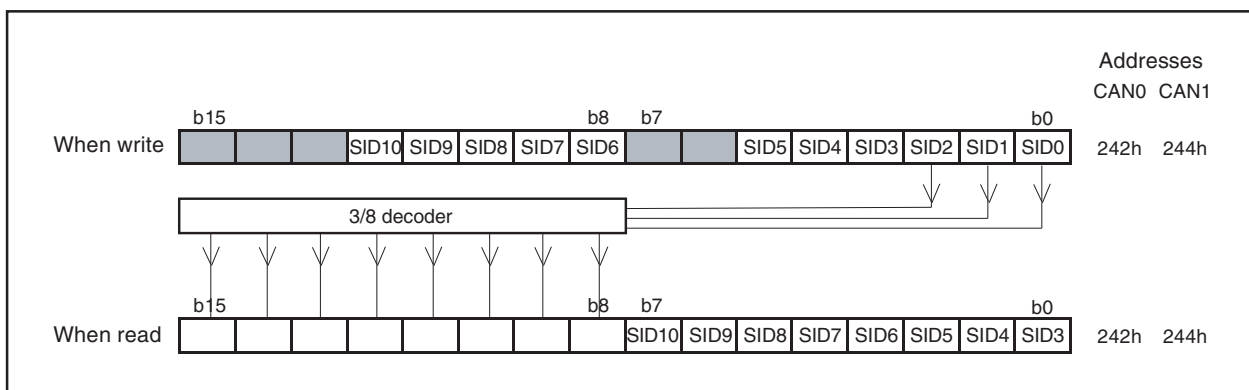 Addresses
CAN0 CAN1
b15 b8 b7 b0
When write SID10 SID9 SID8 SID7 SID6 SID5 SID4 SID3 SID2 SID1 SID0 242h 244h
3/8 decoder
b15 b8 b7 b0
When read SID10 SID9 SID8 SID7 SID6 SID5 SID4 SID3 242h 244h